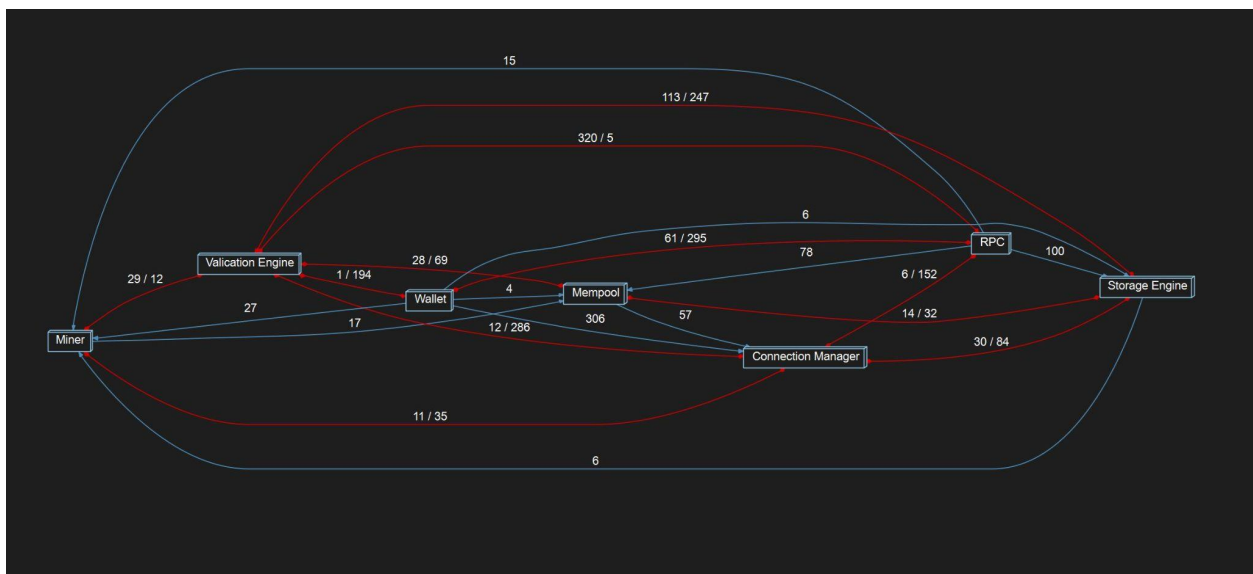 15
113 / 247
320 / 5
6
61 / 295
RPC
78
100
Valication Engine
28 / 69
6 / 152
29 / 12
1 / 194
Storage Engine
4
Mempool
Wallet
27
17
12 / 286
306
57
14 / 32
Miner
30 / 84
Connection Manager
11 / 35
6